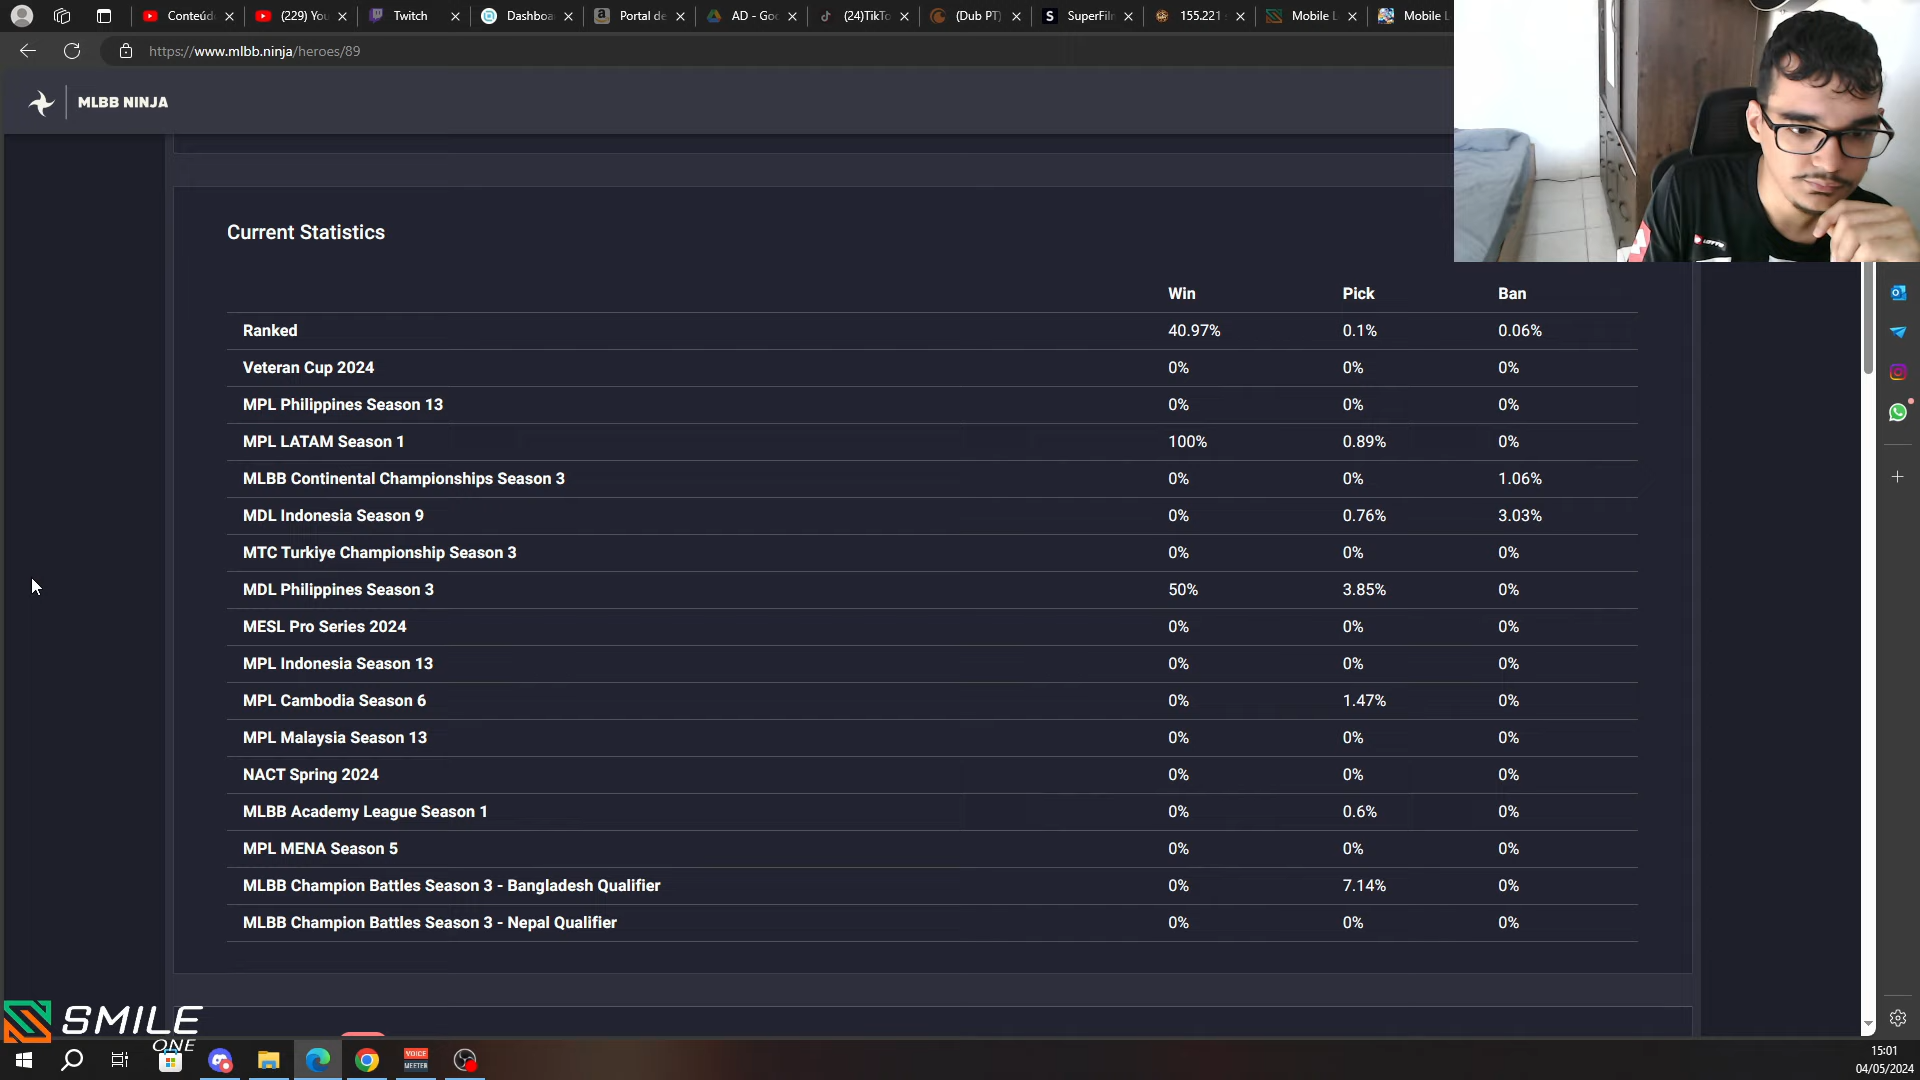 Conteúd
(229) You
Twitch
Dashboa
Portal de
AD - Goo
(24)TikTo
(Dub PT)
SuperFilm
155.221
Mobile L
Mobile L
https://www.mlbb.ninja/heroes/89
MLBB NINJA
Current Statistics
Win Pick Ban
Ranked 40.97% 0.1% 0.06%
Veteran Cup 2024 0% 0% 0%
MPL Philippines Season 13 0% 0% 0%
MPL LATAM Season 1 100% 0.89% 0%
MLBB Continental Championships Season 3 0% 0% 1.06%
MDL Indonesia Season 9 0% 0.76% 3.03%
MTC Turkiye Championship Season 3 0% 0% 0%
MDL Philippines Season 3 50% 3.85% 0%
MESL Pro Series 2024 0% 0% 0%
MPL Indonesia Season 13 0% 0% 0%
MPL Cambodia Season 6 0% 1.47% 0%
MPL Malaysia Season 13 0% 0% 0%
NACT Spring 2024 0% 0% 0%
MLBB Academy League Season 1 0% 0.6% 0%
MPL MENA Season 5 0% 0% 0%
MLBB Champion Battles Season 3 - Bangladesh Qualifier 0% 7.14% 0%
MLBB Champion Battles Season 3 - Nepal Qualifier 0% 0% 0%
SMILE
ONE
VOICE
MEETER
15:01
04/05/2024